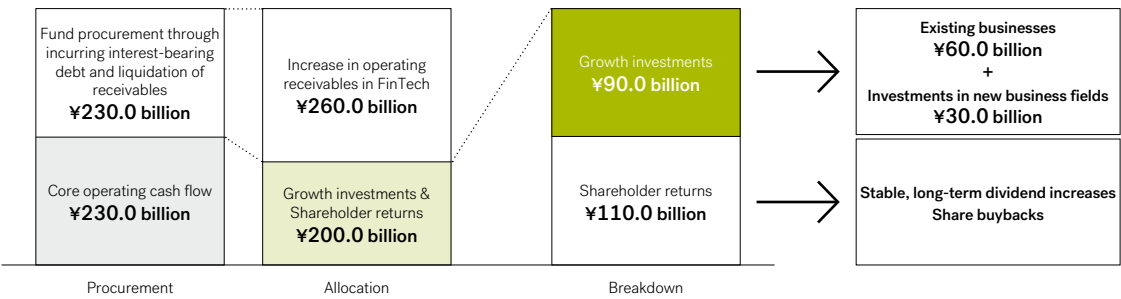 Fund procurement through
incurring interest-bearing
debt and liquidation of
receivables
¥230.0 billion
Core operating cash flow
¥230.0 billion
Procurement
Increase in operating
receivables in FinTech
¥260.0 billion
Growth investments &
Shareholder returns
¥200.0 billion
Allocation
Growth investments
¥90.0 billion
Shareholder returns
¥110.0 billion
Breakdown
Existing businesses
¥60.0 billion
+
Investments in new business fields
¥30.0 billion
Stable, long-term dividend increases
Share buybacks